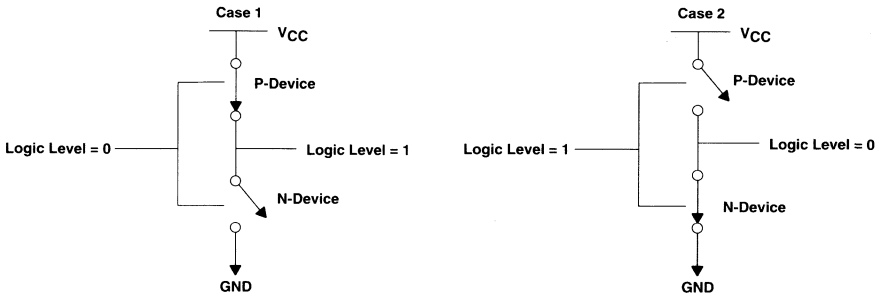 Case 1
VCC
P-Device
Logic Level = 0
Logic Level = 1
N-Device
GND
Case 2
VCC
P-Device
Logic Level = 1
Logic Level = 0
N-Device
GND